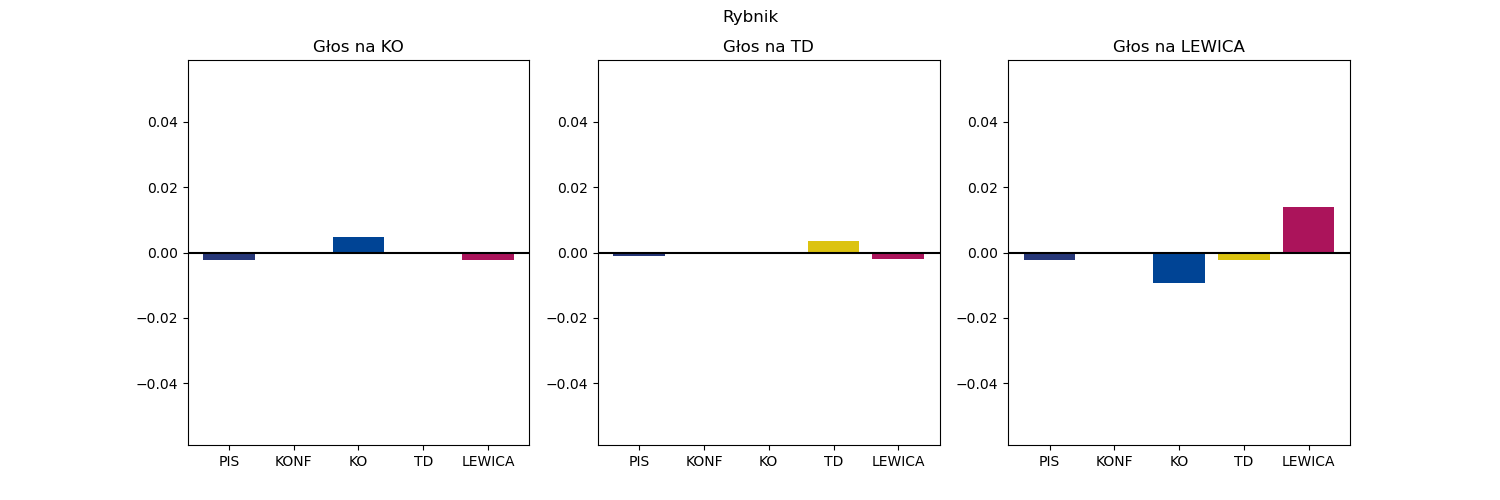 Rybnik
Głos na KO
0.04
0.02
0.00
−0.02
−0.04
PIS KONF KO TD LEWICA
Głos na TD
0.04
0.02
0.00
−0.02
−0.04
PIS KONF KO TD LEWICA
Głos na LEWICA
0.04
0.02
0.00
−0.02
−0.04
PIS KONF KO TD LEWICA